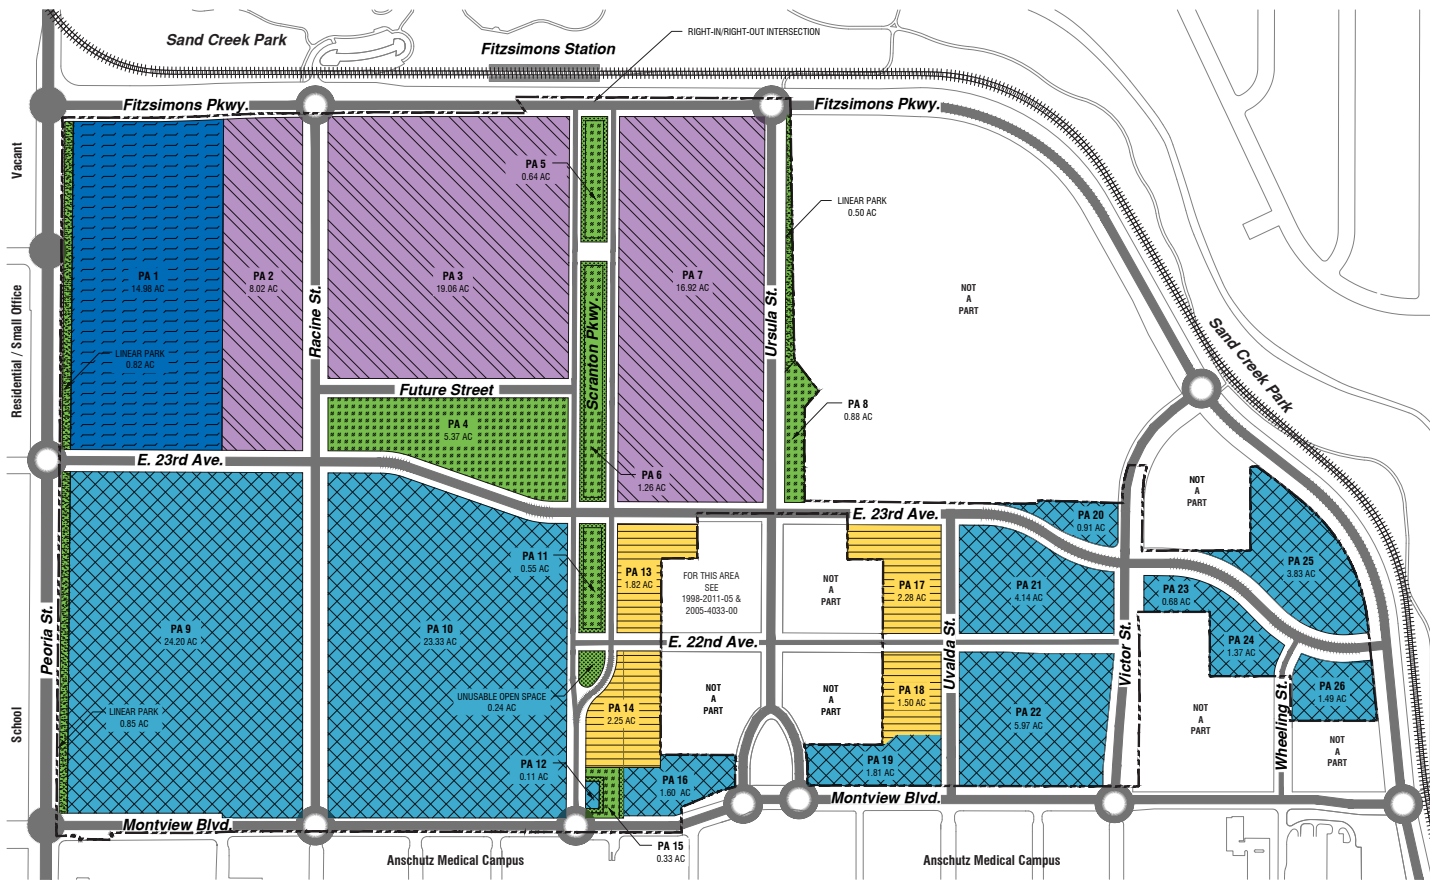 Sand Creek Park
Fitzsimons Station
RIGHT-IN/RIGHT-OUT INTERSECTION
Fitzsimons Pkwy.
Fitzsimons Pkwy.
Vacant
Residential / Small Office
School
PA 5
0.64 AC
LINEAR PARK
0.50 AC
PA 1
14.98 AC
PA 2
8.02 AC
PA 3
19.06 AC
PA 7
16.92 AC
NOT
A
PART
Racine St.
Scranton Pkwy.
Ursula St.
Sand Creek Park
LINEAR PARK
0.82 AC
Future Street
PA 4
5.37 AC
PA 8
0.88 AC
E. 23rd Ave.
PA 6
1.26 AC
NOT
A
PART
E. 23rd Ave.
PA 20
0.91 AC
PA 11
0.55 AC
PA 13
1.82 AC
FOR THIS AREA
SEE
1998-2011-05 &
2005-4033-00
NOT
A
PART
PA 17
2.28 AC
PA 21
4.14 AC
PA 23
0.68 AC
PA 25
3.83 AC
PA 9
24.20 AC
PA 10
23.33 AC
Peoria St.
E. 22nd Ave.
Uvalda St.
Victor St.
PA 24
1.37 AC
UNUSABLE OPEN SPACE
0.24 AC
PA 14
2.25 AC
NOT
A
PART
NOT
A
PART
PA 18
1.50 AC
PA 22
5.97 AC
NOT
A
PART
Wheeling St.
PA 26
1.49 AC
NOT
A
PART
LINEAR PARK
0.85 AC
PA 12
0.11 AC
PA 16
1.60 AC
PA 19
1.81 AC
Montview Blvd.
Montview Blvd.
PA 15
0.33 AC
Anschutz Medical Campus
Anschutz Medical Campus